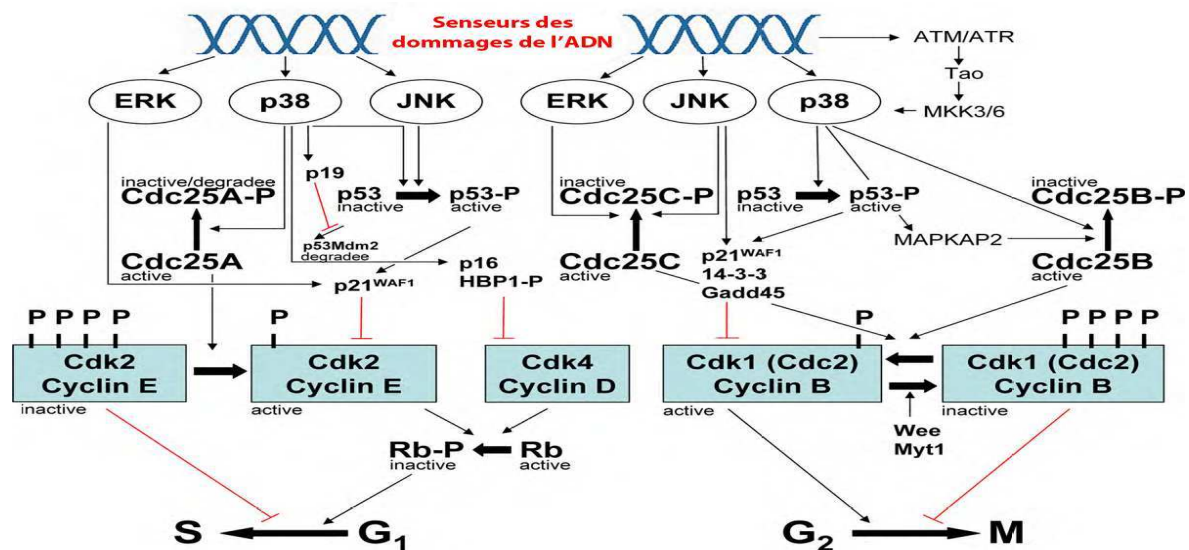 Senseurs des
dommages de l'ADN
ATM/ATR
Tao
MKK3/6
ERK
p38
JNK
ERK
JNK
p38
p19
inactive/degradee
Cdc25A-P
p53
inactive
p53-P
active
p53Mdm2
degradee
Cdc25A
active
p21WAF1
p16
HBP1-P
inactive
Cdc25C-P
p53
inactive
p53-P
active
inactive
Cdc25B-P
MAPKAP2
Cdc25C
active
p21WAF1
14-3-3
Gadd45
Cdc25B
active
P P P P
Cdk2
Cyclin E
inactive
P
Cdk2
Cyclin E
active
Cdk4
Cyclin D
P
Cdk1 (Cdc2)
Cyclin B
active
P P P P
Cdk1 (Cdc2)
Cyclin B
inactive
Wee
Myt1
Rb-P
inactive
Rb
active
S
G1
G2
M